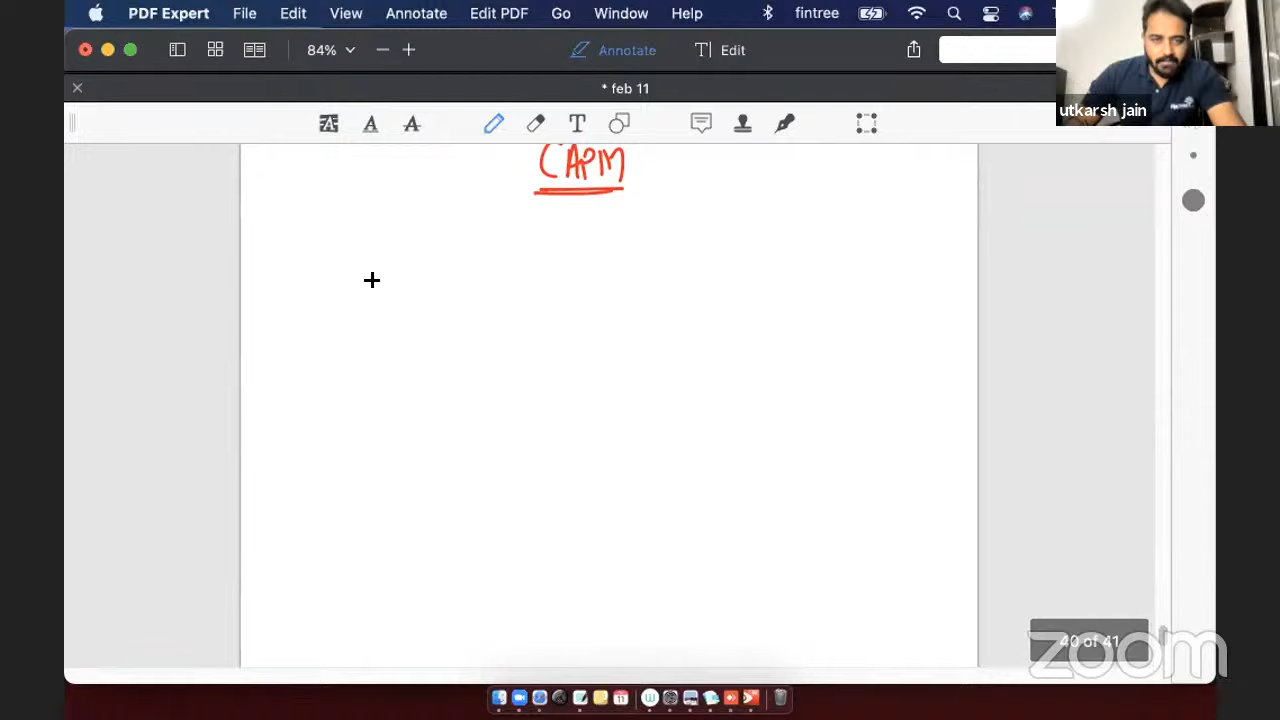 PDF Expert File Edit View Annotate Edit PDF Go Window Help fintree
84% Annotate T Edit
* feb 11
utkarsh jain
A A A T
CAPM
40 of 41
zoom
11